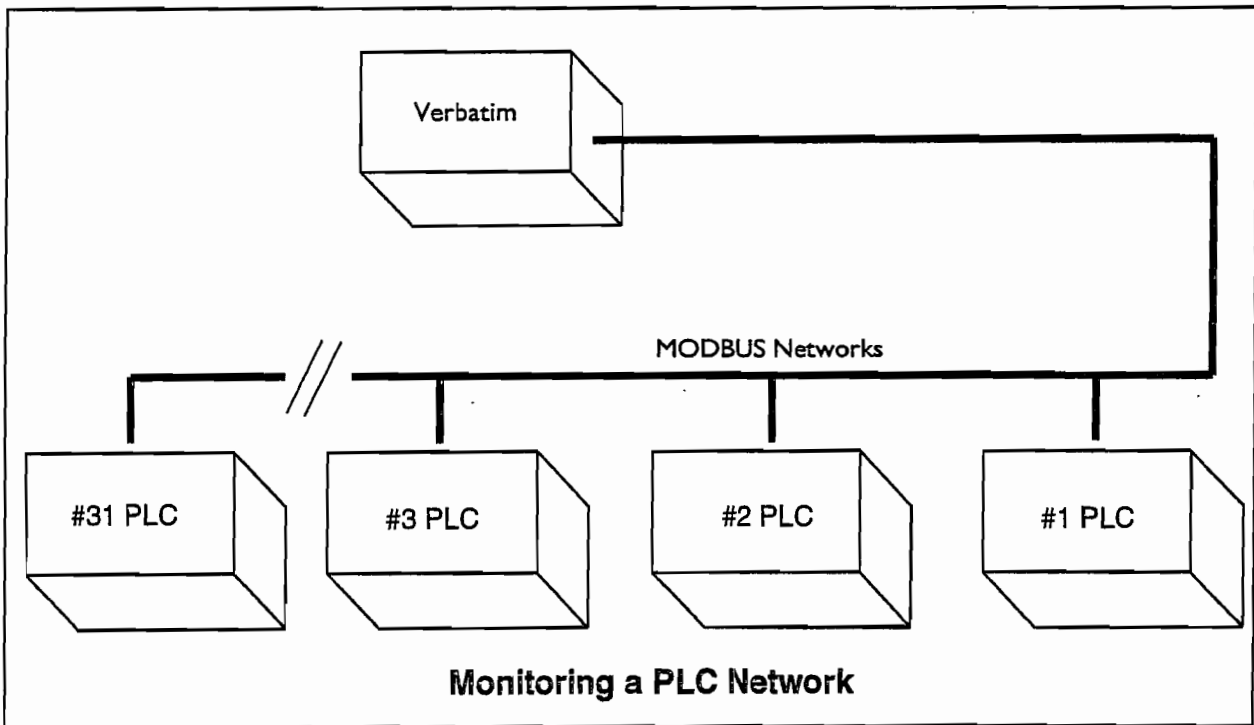 Verbatim
MODBUS Networks
#31 PLC
#3 PLC
#2 PLC
#1 PLC
Monitoring a PLC Network